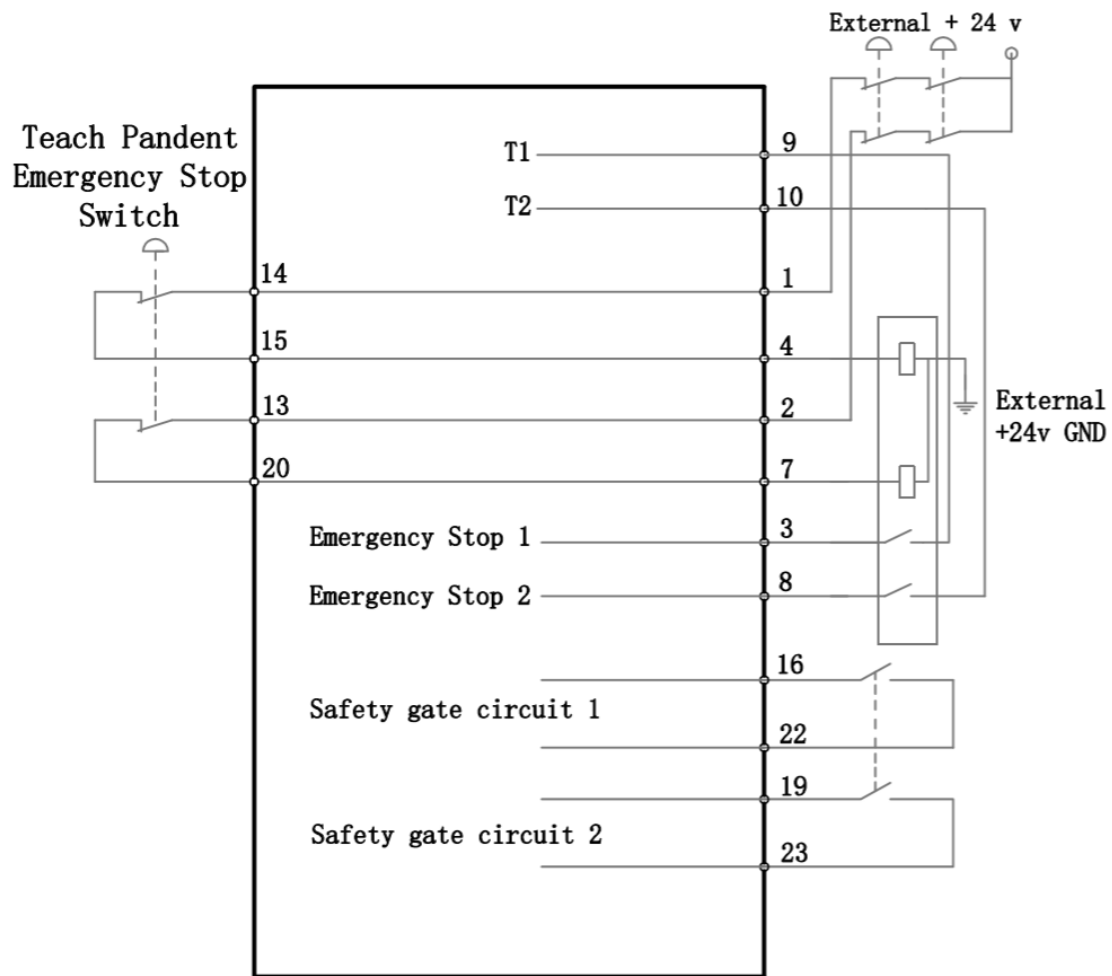 External + 24 v
Teach Pandent
Emergency Stop
Switch
T1
9
T2
10
14
1
15
4
13
2
External
+24v GND
20
7
Emergency Stop 1
3
Emergency Stop 2
8
16
Safety gate circuit 1
22
19
Safety gate circuit 2
23